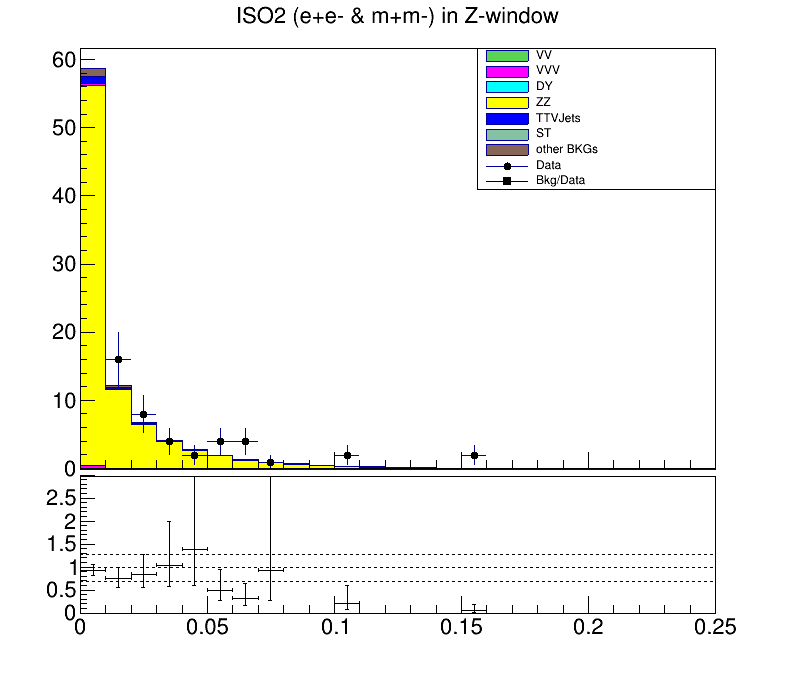 ISO2 (e+e- & m+m-) in Z-window
60
50
40
30
20
10
0
VV
VVV
DY
ZZ
TTVJets
ST
other BKGs
Data
Bkg/Data
2.5
2
1.5
1
0.5
0
0 0.05 0.1 0.15 0.2 0.25